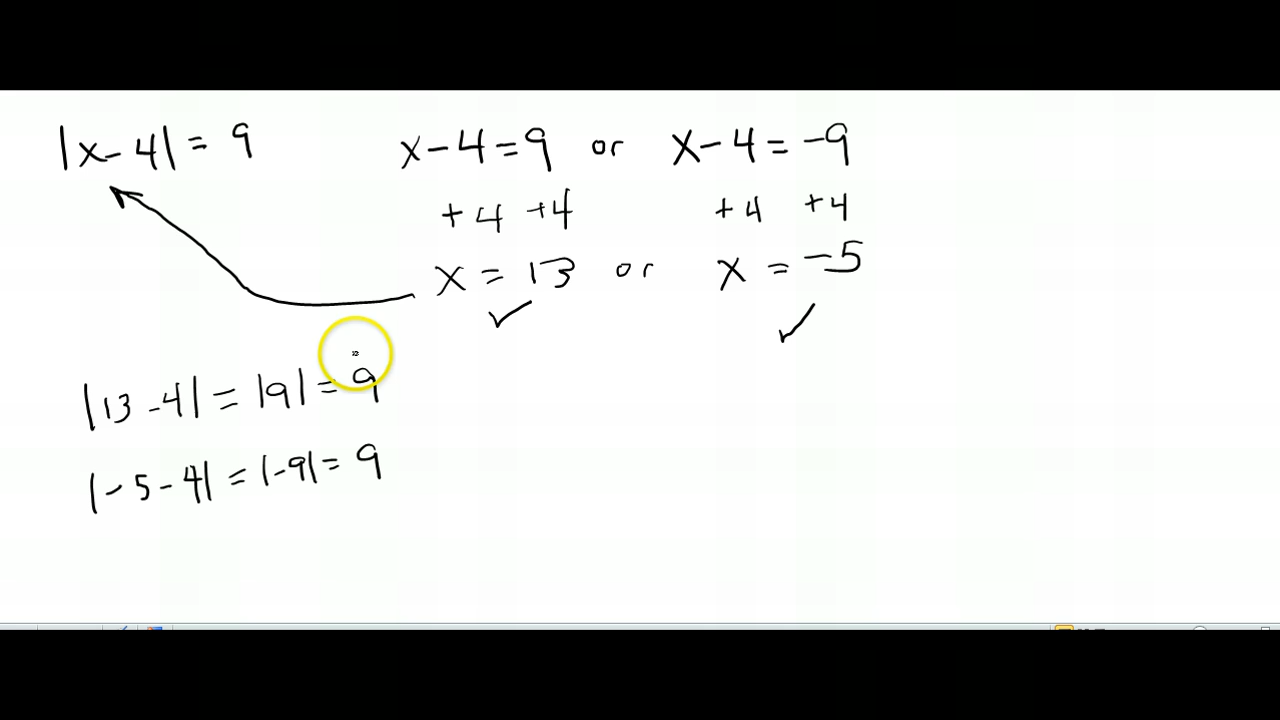 |x-4| = 9 x-4=9 or x-4=-9
+4 +4 +4 +4
x = 13 or x = -5
|13-4| = |9| = 9
|-5-4| = |-9| = 9